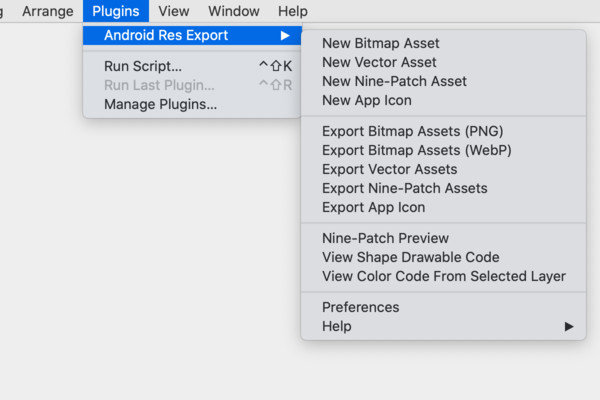 Arrange Plugins View Window Help
Android Res Export ▶
Run Script... ⌃⇧K
Run Last Plugin... ⌃⇧R
Manage Plugins...
New Bitmap Asset
New Vector Asset
New Nine-Patch Asset
New App Icon
Export Bitmap Assets (PNG)
Export Bitmap Assets (WebP)
Export Vector Assets
Export Nine-Patch Assets
Export App Icon
Nine-Patch Preview
View Shape Drawable Code
View Color Code From Selected Layer
Preferences
Help ▶